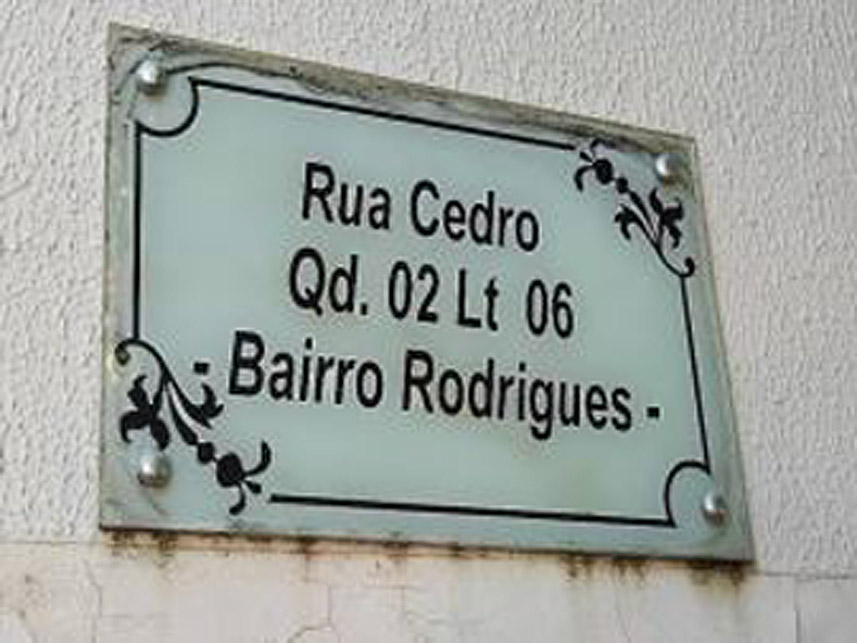 Rua Cedro
Qd. 02 Lt 06
- Bairro Rodrigues -